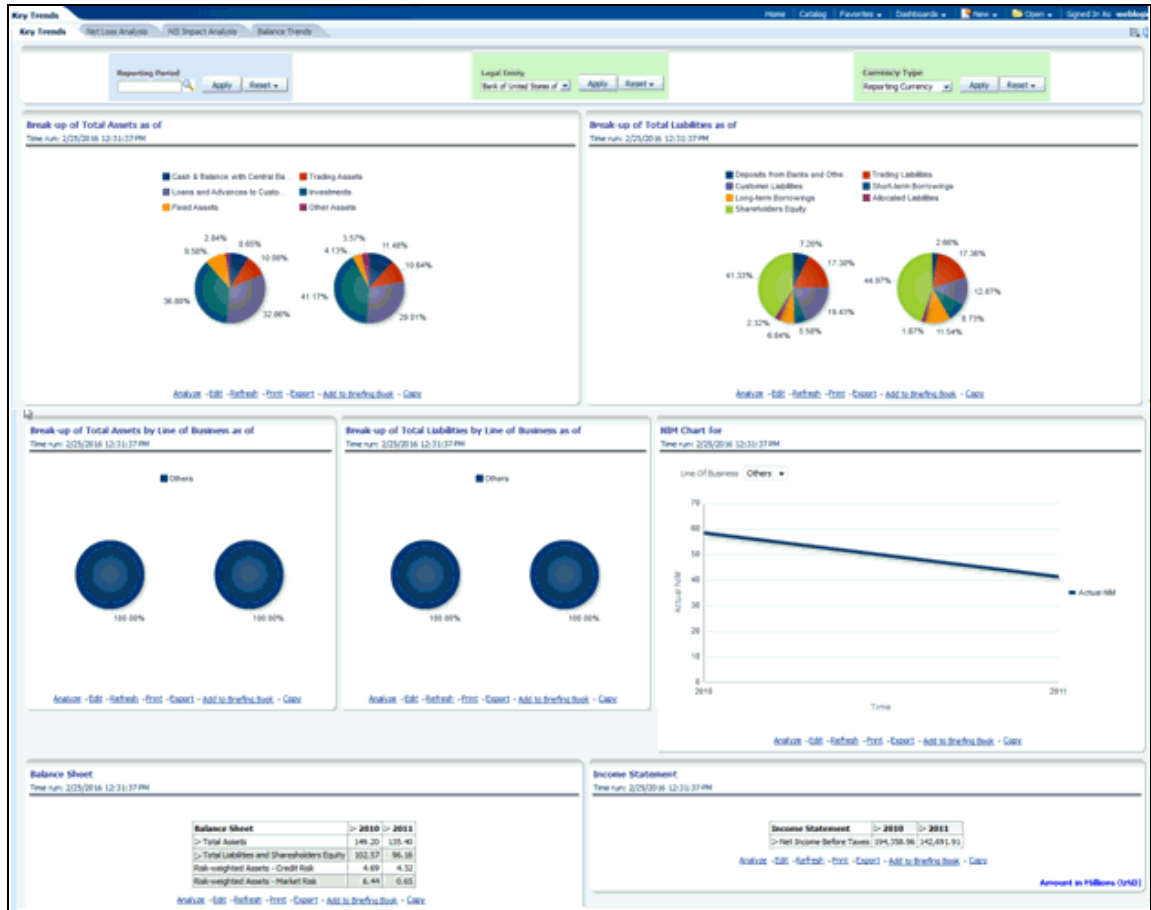 Key Trends
Home Catalog Favorites Dashboards New Open Signed In As weblogi
Key Trends Net Loss Analysis NII Impact Analysis Balance Trends
Reporting Period
Apply Reset
Legal Entity
Bank of United States of
Apply Reset
Currency Type
Reporting Currency
Apply Reset
Break-up of Total Assets as of
Time run: 2/25/2016 12:31:37 PM
Cash & Balance with Central Ba... Trading Assets
Loans and Advances to Custo... Investments
Fixed Assets Other Assets
2.84% 8.65%
9.58% 10.08%
36.80%
32.06%
3.57% 11.48%
4.13% 10.64%
41.17%
29.01%
Analyze - Edit - Refresh - Print - Export - Add to Briefing Book - Copy
Break-up of Total Liabilities as of
Time run: 2/25/2016 12:31:37 PM
Deposits from Banks and Othe... Trading Liabilities
Customer Liabilities Short-term Borrowings
Long-term Borrowings Allocated Liabilities
Shareholders Equity
7.20%
41.33% 17.30%
2.32% 19.43%
6.84% 5.58%
2.66%
17.36%
44.97% 12.87%
8.73%
1.87% 11.54%
Analyze - Edit - Refresh - Print - Export - Add to Briefing Book - Copy
Break-up of Total Assets by Line of Business as of
Time run: 2/25/2016 12:31:37 PM
Others
100.00% 100.00%
Analyze - Edit - Refresh - Print - Export - Add to Briefing Book - Copy
Break-up of Total Liabilities by Line of Business as of
Time run: 2/25/2016 12:31:37 PM
Others
100.00% 100.00%
Analyze - Edit - Refresh - Print - Export - Add to Briefing Book - Copy
NIM Chart for
Time run: 2/25/2016 12:31:37 PM
Line Of Business Others
70
60
50
40
30
20
10
0
Actual NIM
2010 2011
Time
Actual NIM
Analyze - Edit - Refresh - Print - Export - Add to Briefing Book - Copy
Balance Sheet
Time run: 2/25/2016 12:31:37 PM
Balance Sheet 2010 2011
Total Assets 149.20 135.40
Total Liabilities and Sharesholders Equity 102.57 96.16
Risk-weighted Assets - Credit Risk 4.69 4.32
Risk-weighted Assets - Market Risk 6.44 0.65
Analyze - Edit - Refresh - Print - Export - Add to Briefing Book - Copy
Income Statement
Time run: 2/25/2016 12:31:37 PM
Income Statement 2010 2011
Net Income Before Taxes 194,358.96 142,691.91
Analyze - Edit - Refresh - Print - Export - Add to Briefing Book - Copy
Amount in Millions (USD)